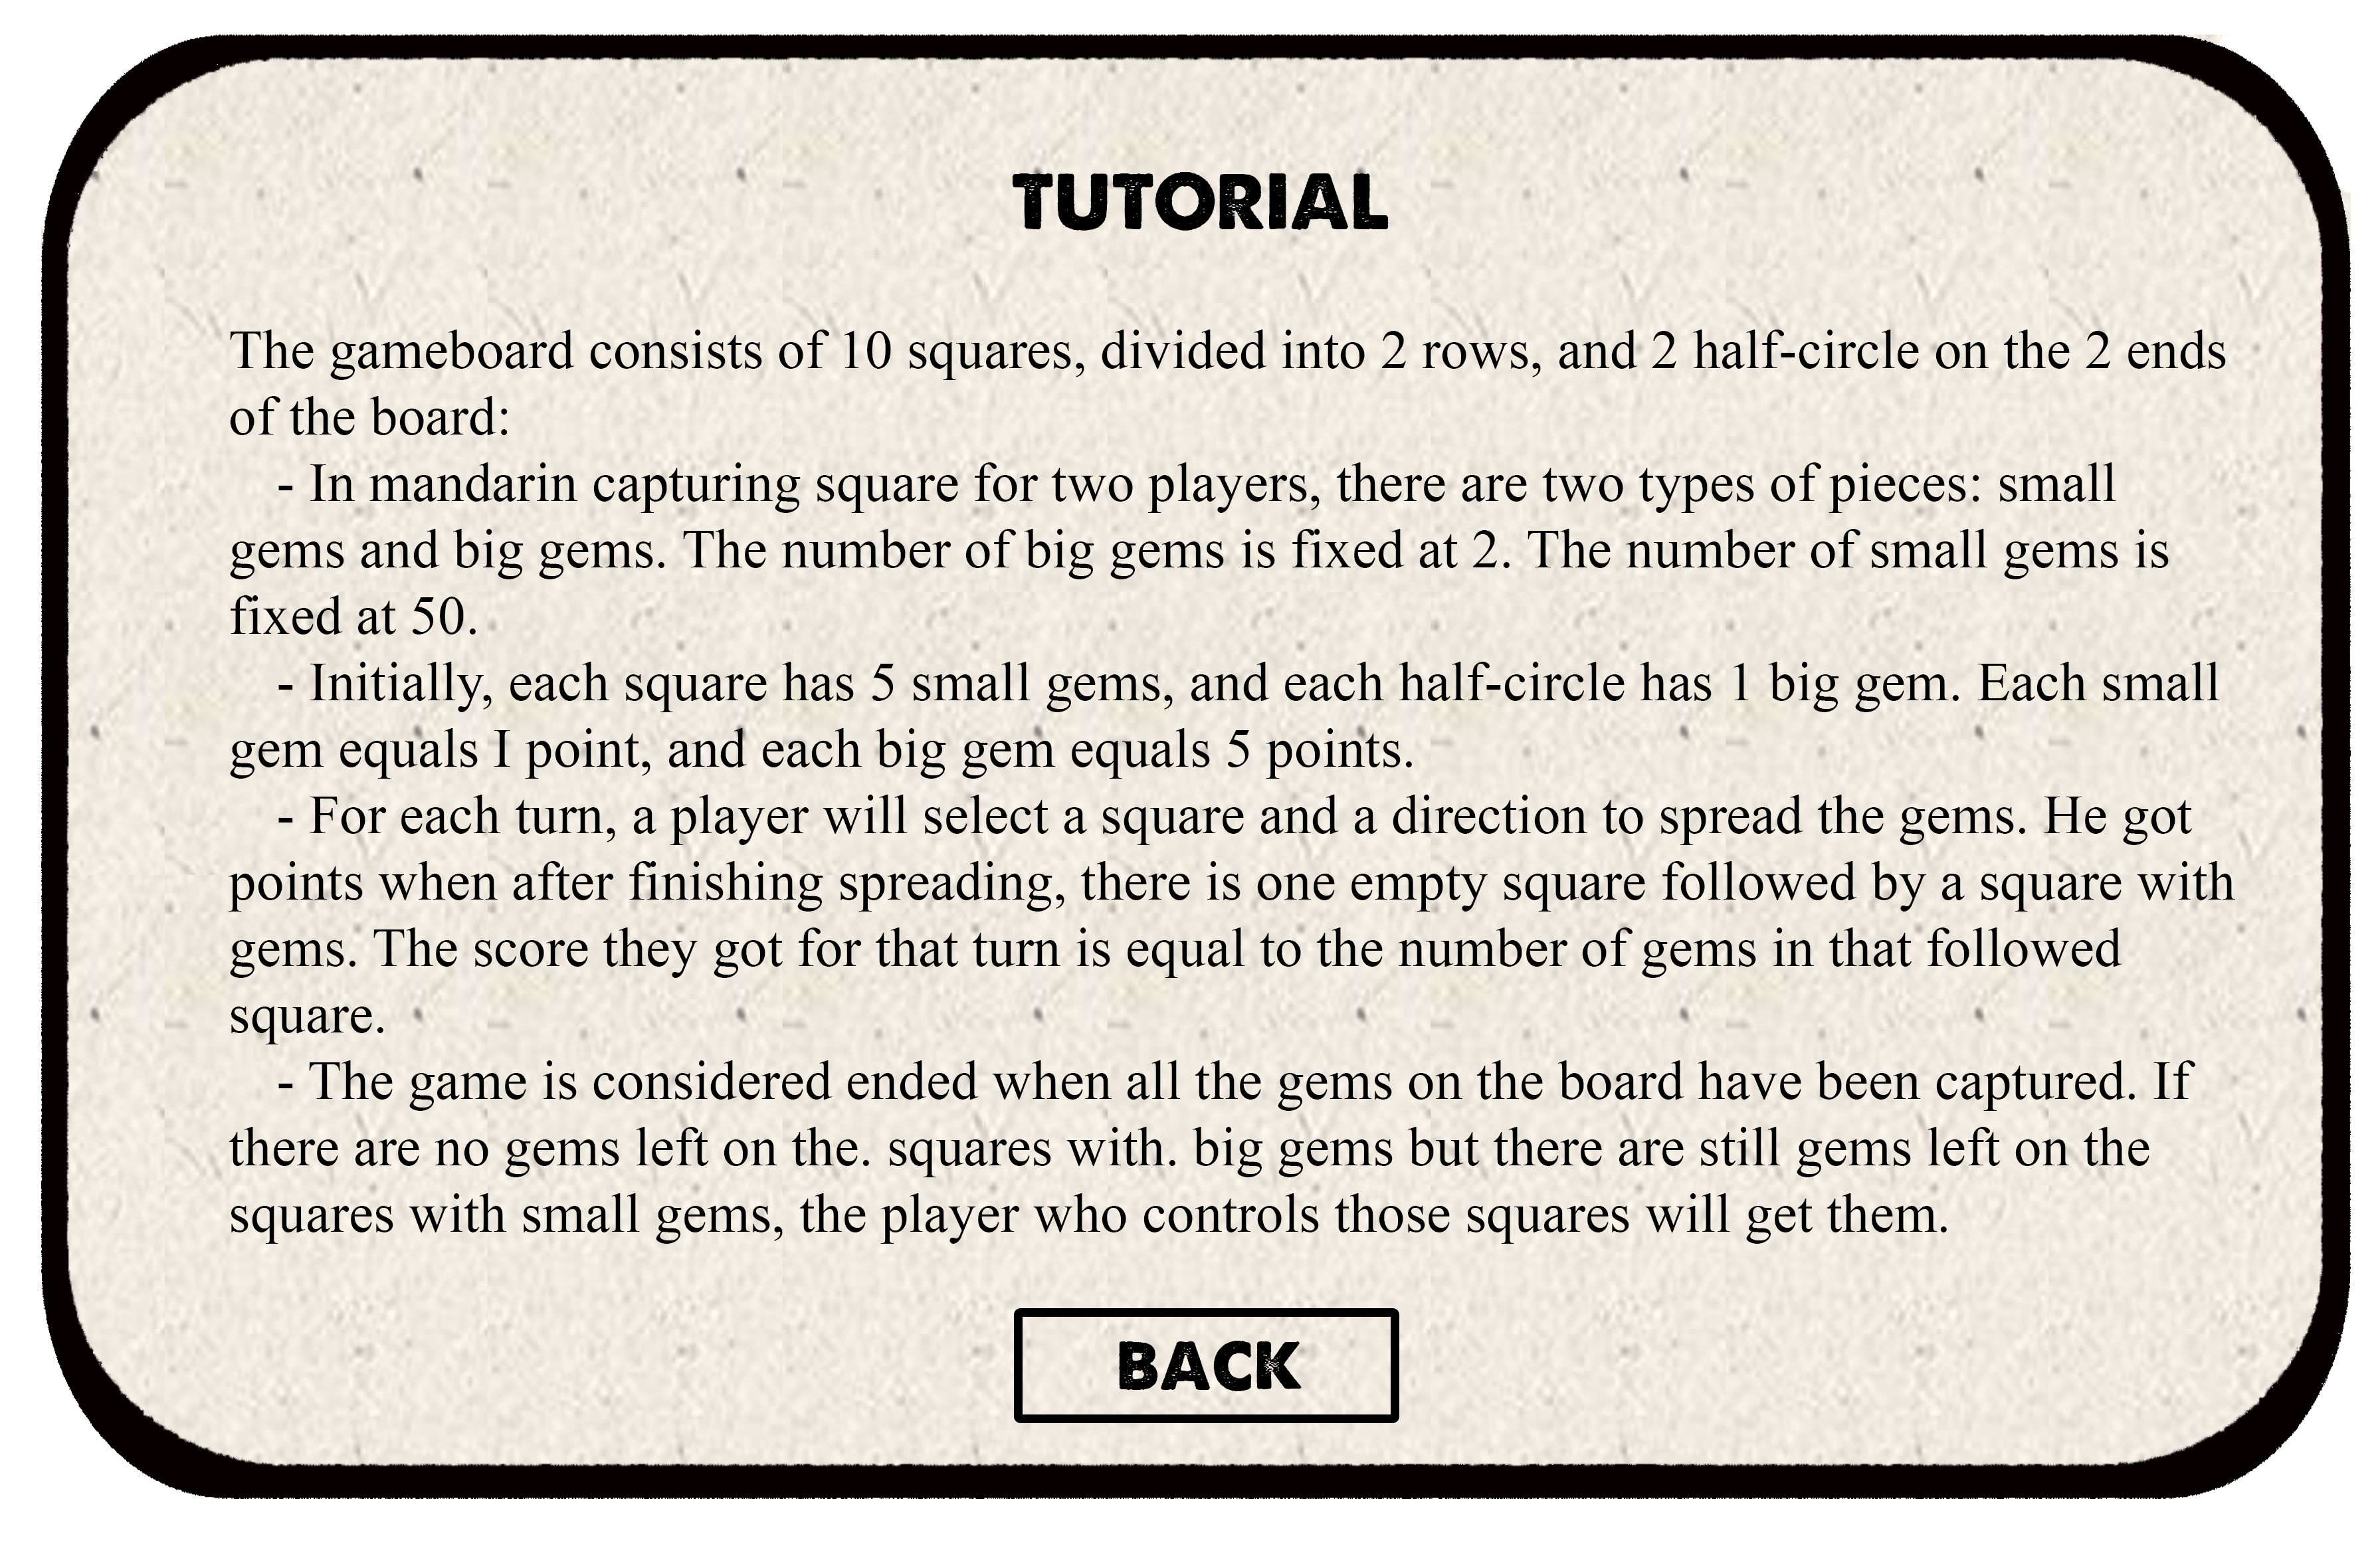 TUTORIAL
The gameboard consists of 10 squares, divided into 2 rows, and 2 half-circle on the 2 ends
of the board:
- In mandarin capturing square for two players, there are two types of pieces: small
gems and big gems. The number of big gems is fixed at 2. The number of small gems is
fixed at 50.
- Initially, each square has 5 small gems, and each half-circle has 1 big gem. Each small
gem equals I point, and each big gem equals 5 points.
- For each turn, a player will select a square and a direction to spread the gems. He got
points when after finishing spreading, there is one empty square followed by a square with
gems. The score they got for that turn is equal to the number of gems in that followed
square.
- The game is considered ended when all the gems on the board have been captured. If
there are no gems left on the. squares with. big gems but there are still gems left on the
squares with small gems, the player who controls those squares will get them.
BACK